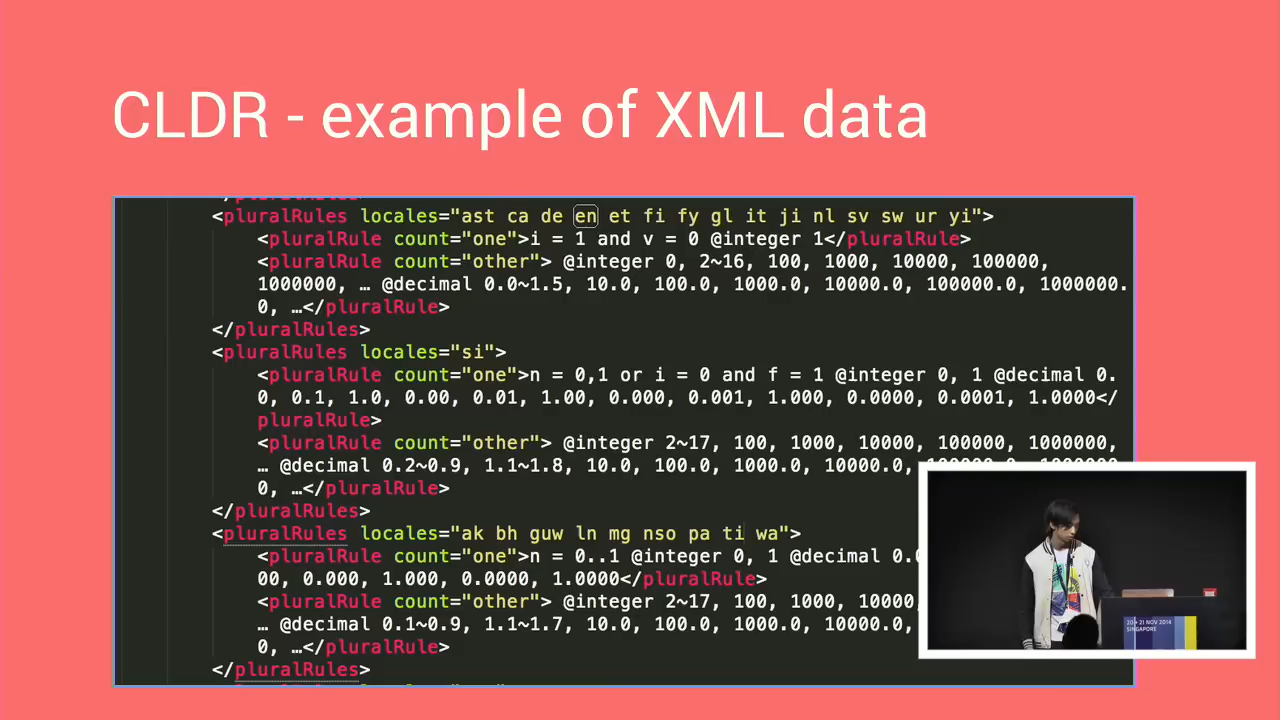 CLDR - example of XML data
<pluralRules locales="ast ca de en et fi fy gl it ji nl sv sw ur yi">
<pluralRule count="one">i = 1 and v = 0 @integer 1</pluralRule>
<pluralRule count="other"> @integer 0, 2~16, 100, 1000, 10000, 100000,
1000000, … @decimal 0.0~1.5, 10.0, 100.0, 1000.0, 10000.0, 100000.0, 1000000.
0, …</pluralRule>
</pluralRules>
<pluralRules locales="si">
<pluralRule count="one">n = 0,1 or i = 0 and f = 1 @integer 0, 1 @decimal 0.
0, 0.1, 1.0, 0.00, 0.01, 1.00, 0.000, 0.001, 1.000, 0.0000, 0.0001, 1.0000</
pluralRule>
<pluralRule count="other"> @integer 2~17, 100, 1000, 10000, 100000, 1000000,
… @decimal 0.2~0.9, 1.1~1.8, 10.0, 100.0, 1000.0, 10000.0, 100000.0, 1000000.
0, …</pluralRule>
</pluralRules>
<pluralRules locales="ak bh guw ln mg nso pa ti wa">
<pluralRule count="one">n = 0..1 @integer 0, 1 @decimal 0.0
00, 0.000, 1.000, 0.0000, 1.0000</pluralRule>
<pluralRule count="other"> @integer 2~17, 100, 1000, 10000,
… @decimal 0.1~0.9, 1.1~1.7, 10.0, 100.0, 1000.0, 10000.0,
0, …</pluralRule>
</pluralRules>
20 • 21 NOV 2014
SINGAPORE